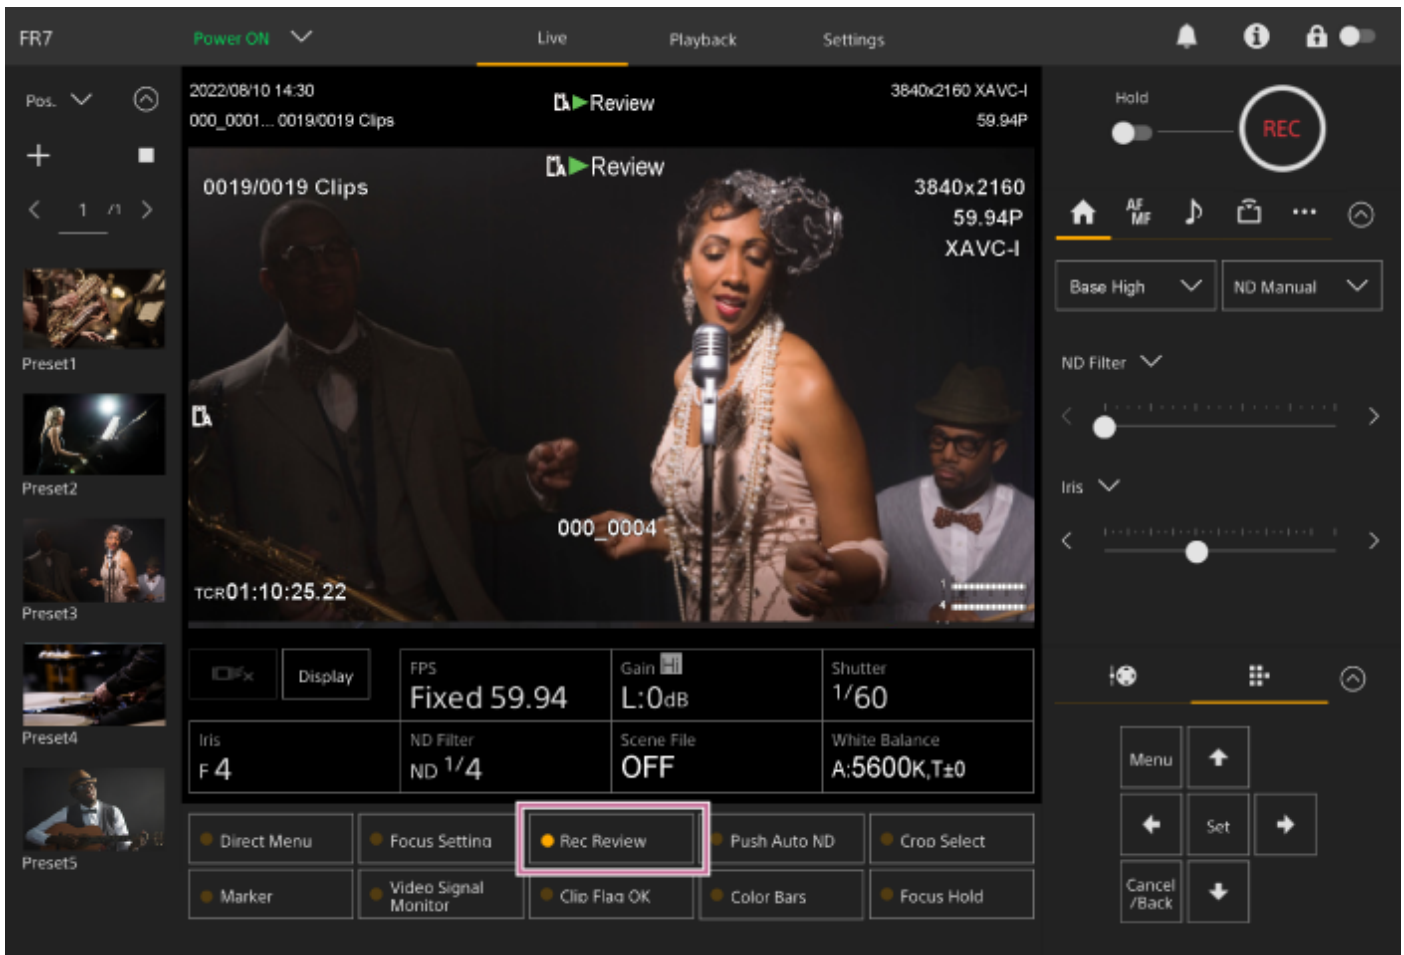 FR7
Power ON
Live
Playback
Settings
Pos.
1 /1
Preset1
Preset2
Preset3
Preset4
Preset5
2022/08/10 14:30
000_0001... 0019/0019 Clips
A Review
3840x2160 XAVC-I
59.94P
A Review
0019/0019 Clips
3840x2160
59.94P
XAVC-I
A
000_0004
TCR01:10:25.22
1
4
Display
FPS
Fixed 59.94
Gain Hi
L:0dB
Shutter
1/60
Iris
F 4
ND Filter
ND 1/4
Scene File
OFF
White Balance
A:5600K,T±0
Direct Menu
Focus Setting
Rec Review
Push Auto ND
Crop Select
Marker
Video Signal
Monitor
Clip Flag OK
Color Bars
Focus Hold
Hold
REC
AF
MF
Base High
ND Manual
ND Filter
Iris
Menu
Set
Cancel
/Back